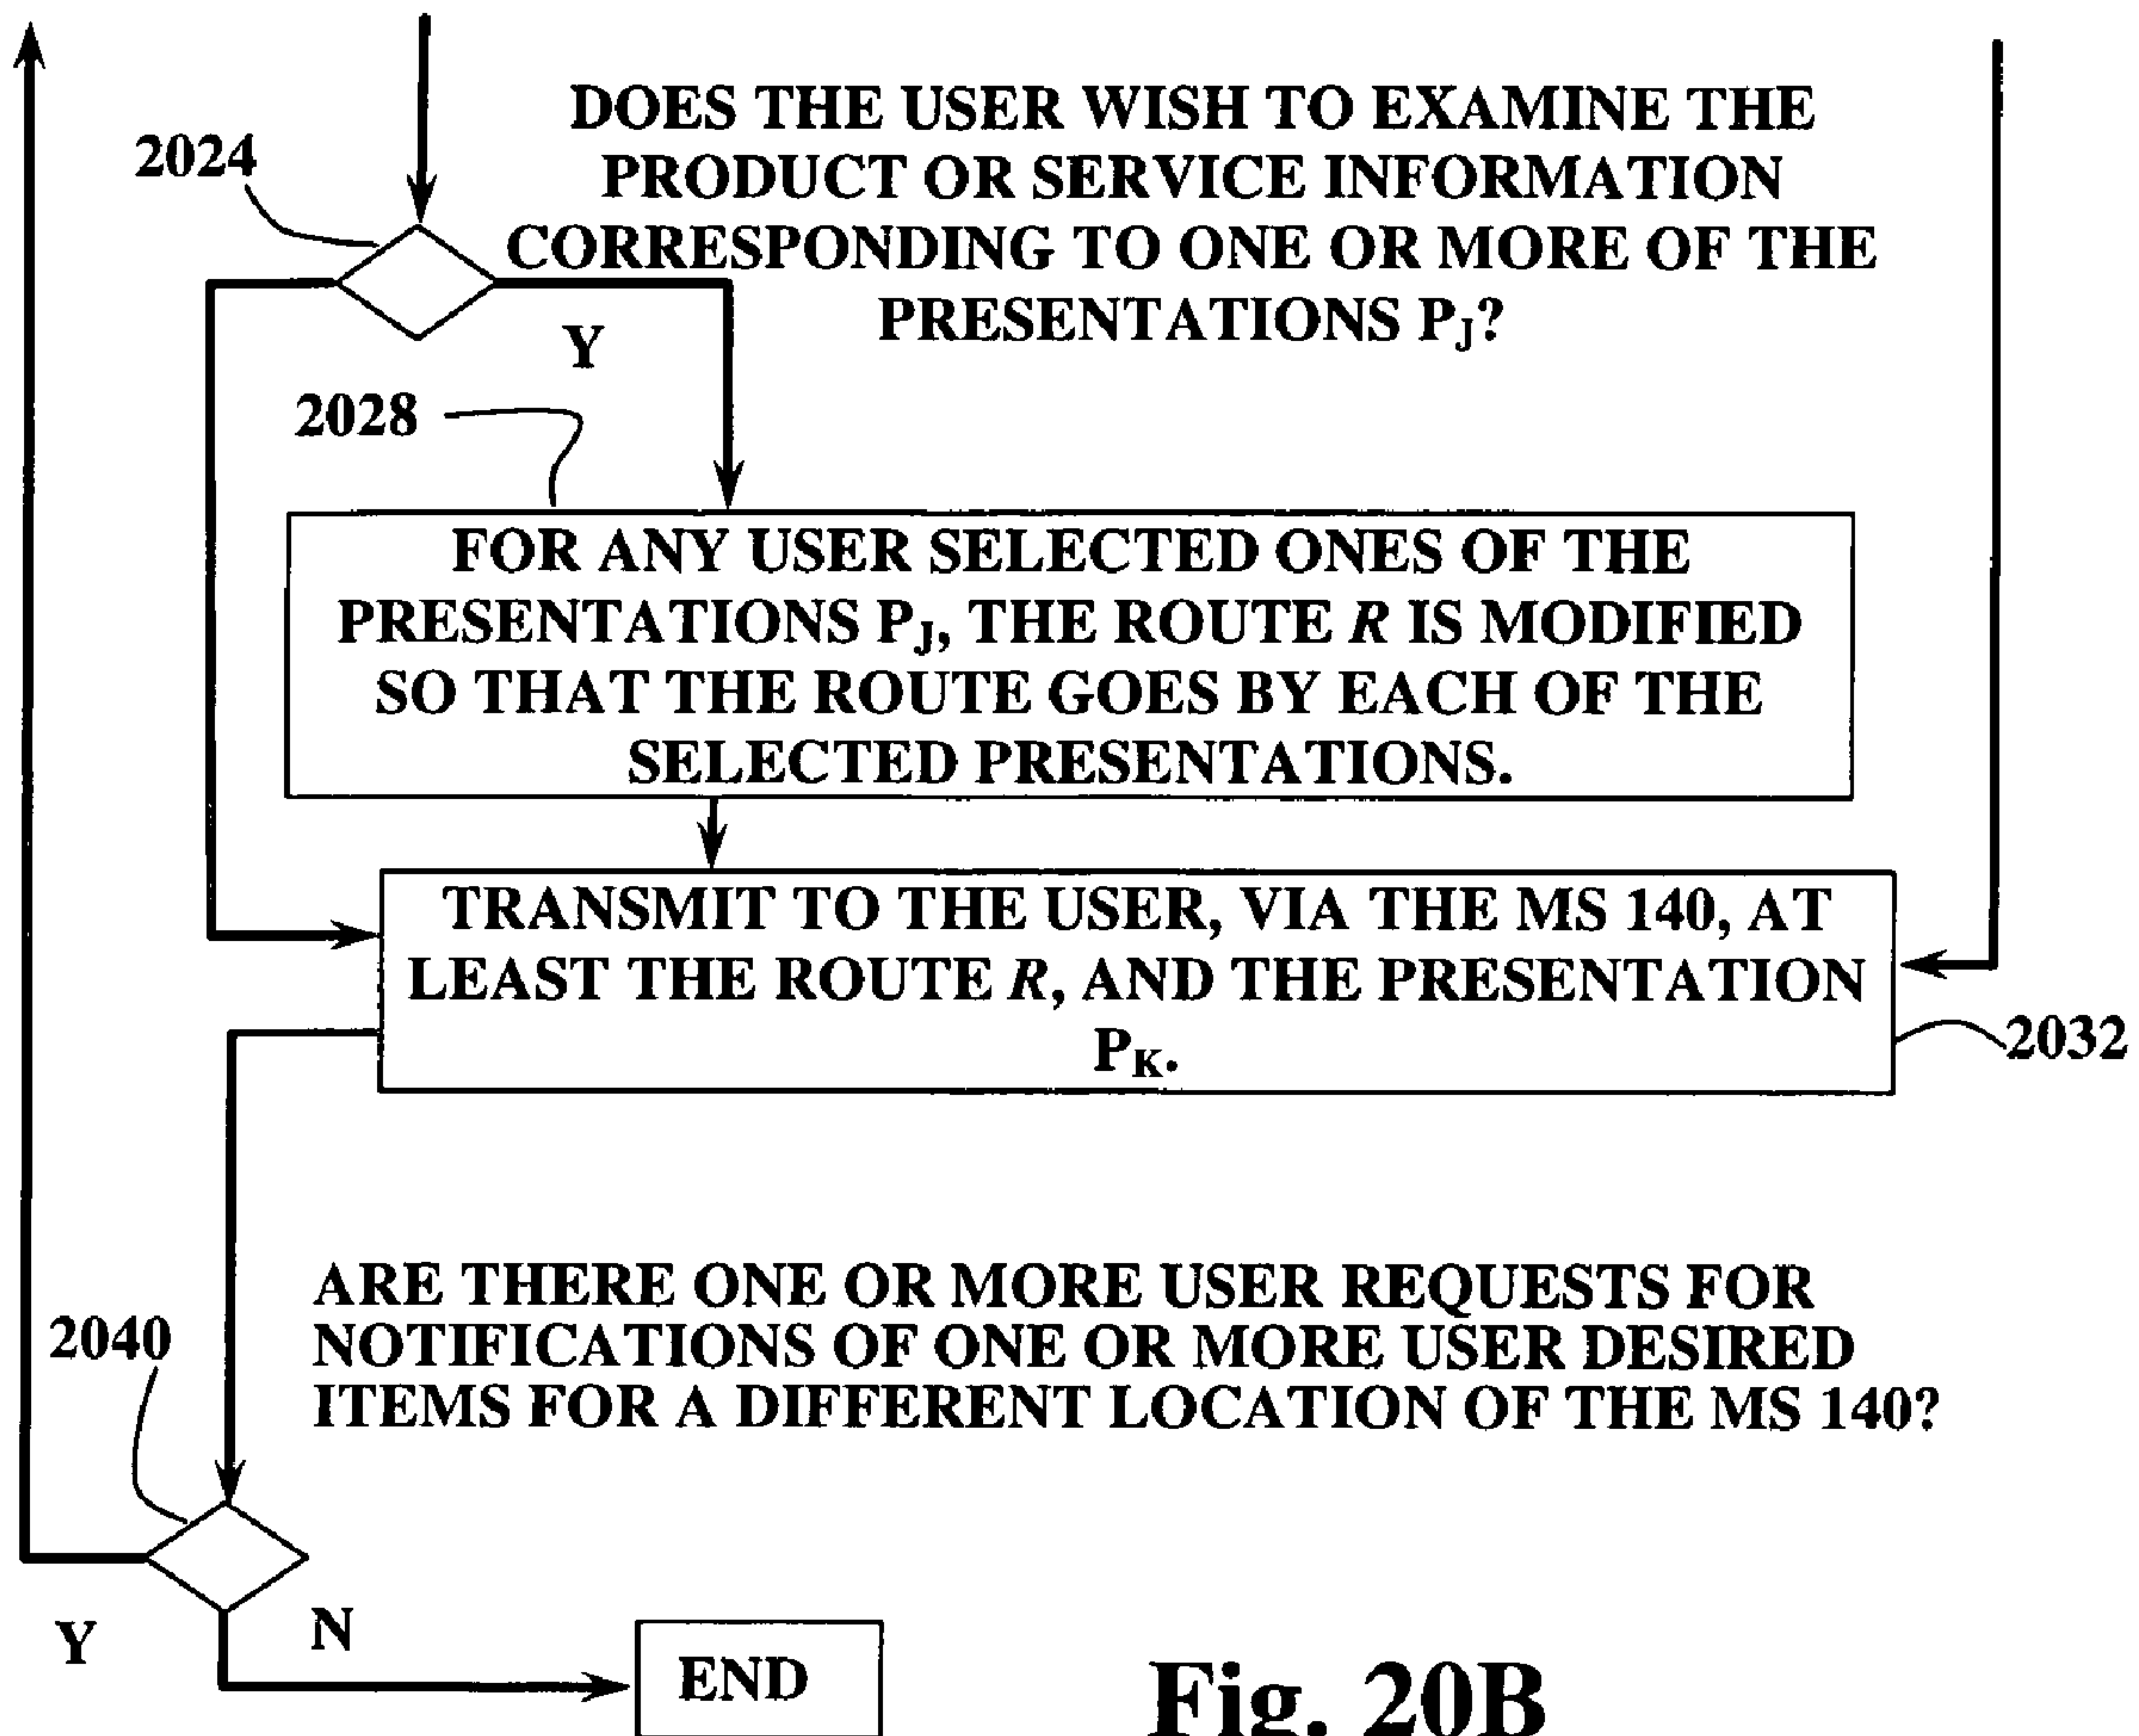 DOES THE USER WISH TO EXAMINE THE
PRODUCT OR SERVICE INFORMATION
CORRESPONDING TO ONE OR MORE OF THE
PRESENTATIONS PJ?
2024
Y
2028
FOR ANY USER SELECTED ONES OF THE
PRESENTATIONS PJ, THE ROUTE R IS MODIFIED
SO THAT THE ROUTE GOES BY EACH OF THE
SELECTED PRESENTATIONS.
TRANSMIT TO THE USER, VIA THE MS 140, AT
LEAST THE ROUTE R, AND THE PRESENTATION
PK.
2032
ARE THERE ONE OR MORE USER REQUESTS FOR
NOTIFICATIONS OF ONE OR MORE USER DESIRED
ITEMS FOR A DIFFERENT LOCATION OF THE MS 140?
2040
Y
N
END
Fig. 20B